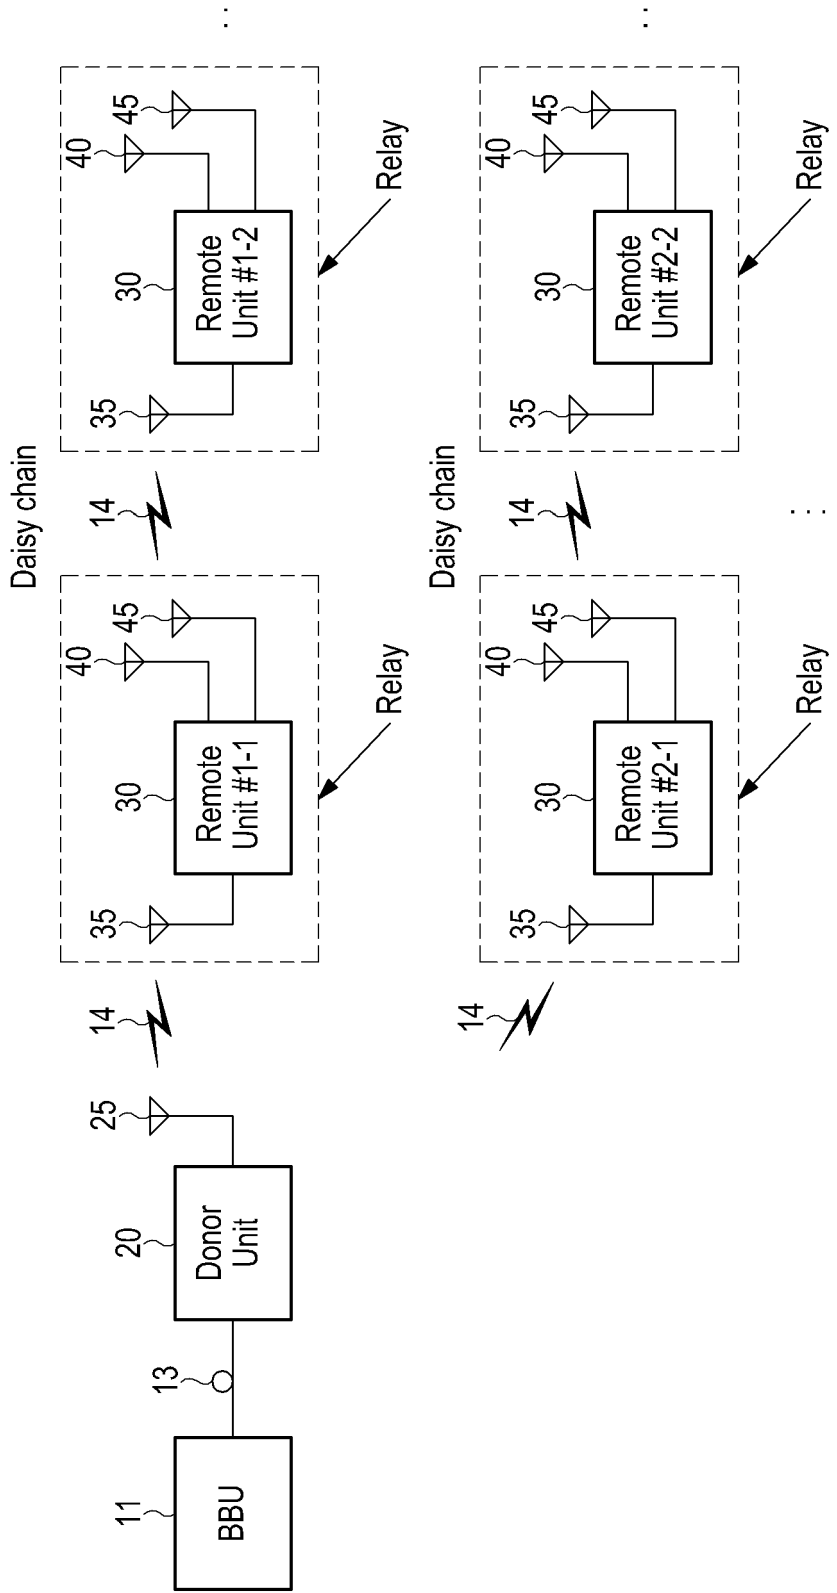 Daisy chain
11
BBU
13
20
Donor
Unit
25
14
35
30
Remote
Unit #1-1
40
45
Relay
14
35
30
Remote
Unit #1-2
40
45
Relay
. .
Daisy chain
14
35
30
Remote
Unit #2-1
40
45
Relay
14
35
30
Remote
Unit #2-2
40
45
Relay
. .
. . .